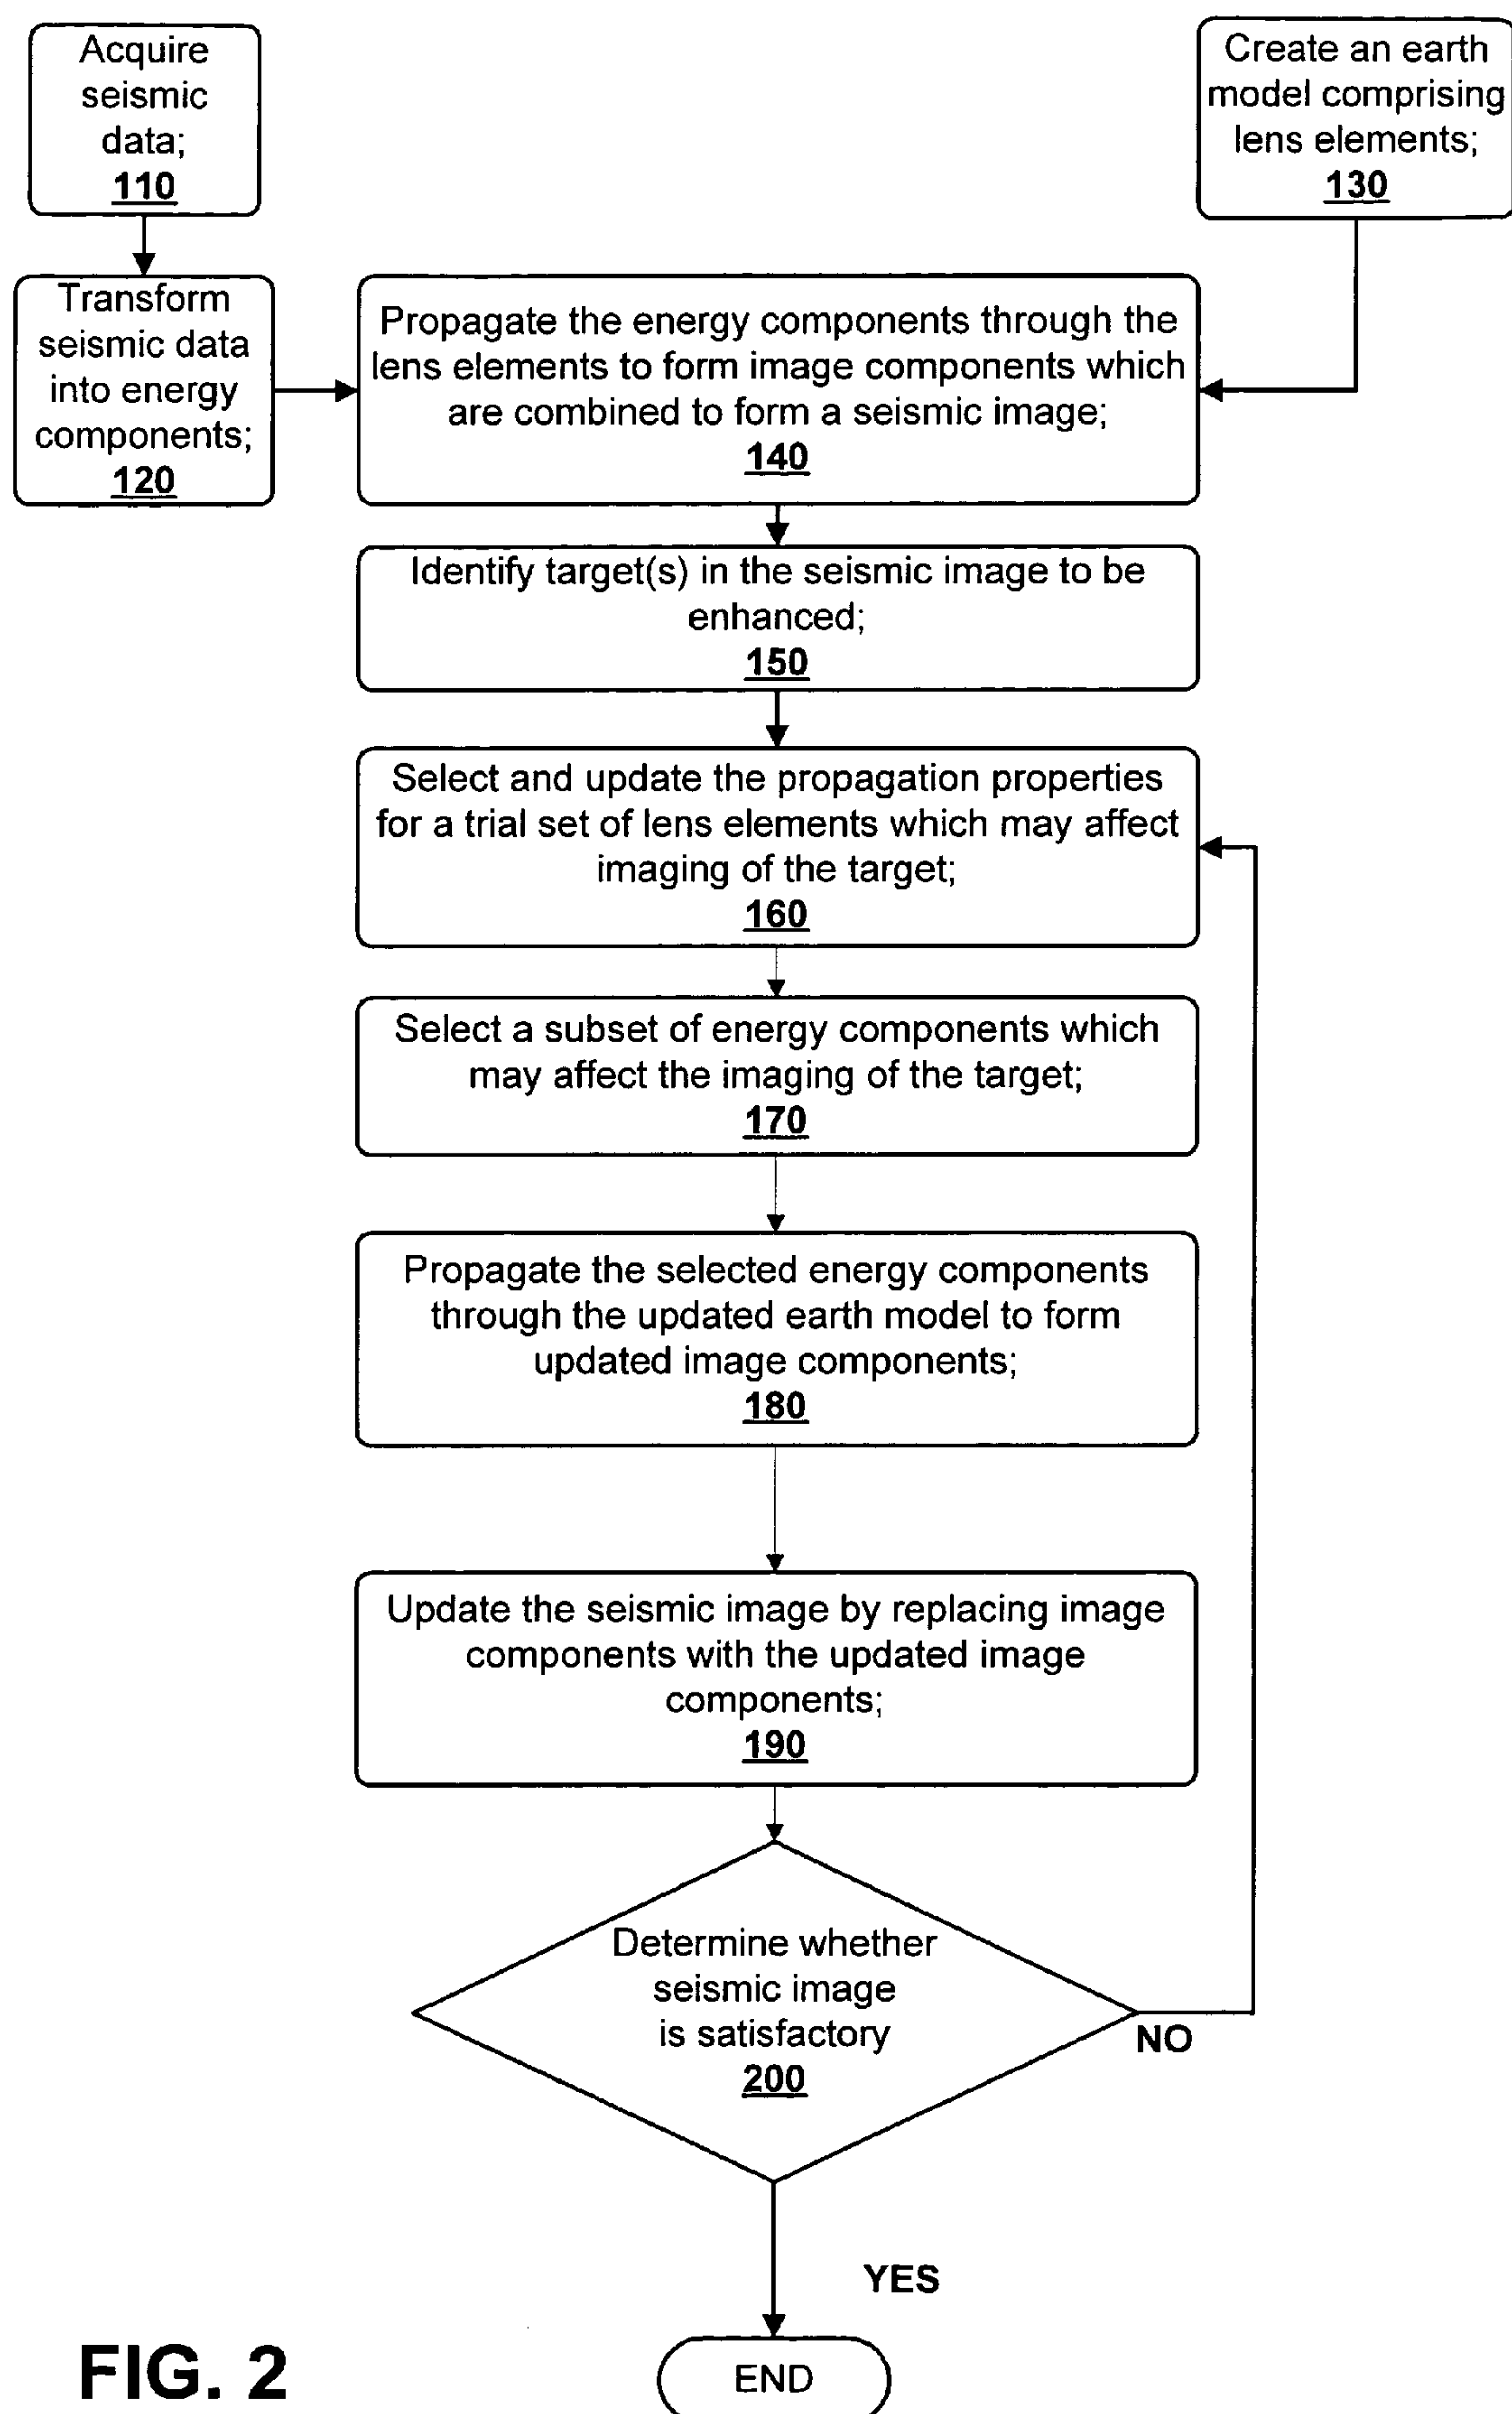 Acquire
seismic
data;
110
Create an earth
model comprising
lens elements;
130
Transform
seismic data
into energy
components;
120
Propagate the energy components through the
lens elements to form image components which
are combined to form a seismic image;
140
Identify target(s) in the seismic image to be
enhanced;
150
Select and update the propagation properties
for a trial set of lens elements which may affect
imaging of the target;
160
Select a subset of energy components which
may affect the imaging of the target;
170
Propagate the selected energy components
through the updated earth model to form
updated image components;
180
Update the seismic image by replacing image
components with the updated image
components;
190
Determine whether
seismic image
is satisfactory
200
NO
YES
END
FIG. 2